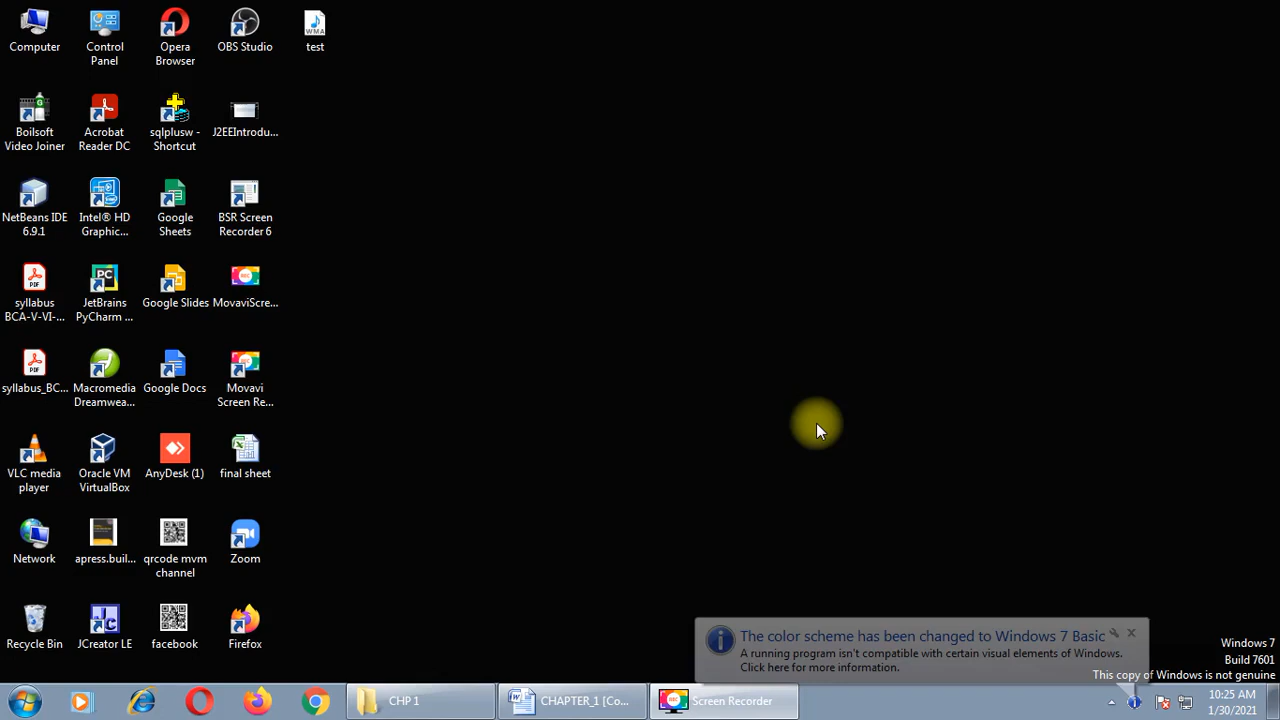 Computer
Control
Panel
Opera
Browser
OBS Studio
test
Boilsoft
Video Joiner
Acrobat
Reader DC
sqlplusw -
Shortcut
J2EEIntrodu...
NetBeans IDE
6.9.1
Intel® HD
Graphic...
Google
Sheets
BSR Screen
Recorder 6
syllabus
BCA-V-VI-...
JetBrains
PyCharm ...
Google Slides
MovaviScre...
syllabus_BC...
Macromedia
Dreamwea...
Google Docs
Movavi
Screen Re...
VLC media
player
Oracle VM
VirtualBox
AnyDesk (1)
final sheet
Network
apress.buil...
qrcode mvm
channel
Zoom
Recycle Bin
JCreator LE
facebook
Firefox
The color scheme has been changed to Windows 7 Basic
A running program isn't compatible with certain visual elements of Windows.
Click here for more information.
Windows 7
Build 7601
This copy of Windows is not genuine
CHP 1
CHAPTER_1 [Co...
Screen Recorder
10:25 AM
1/30/2021